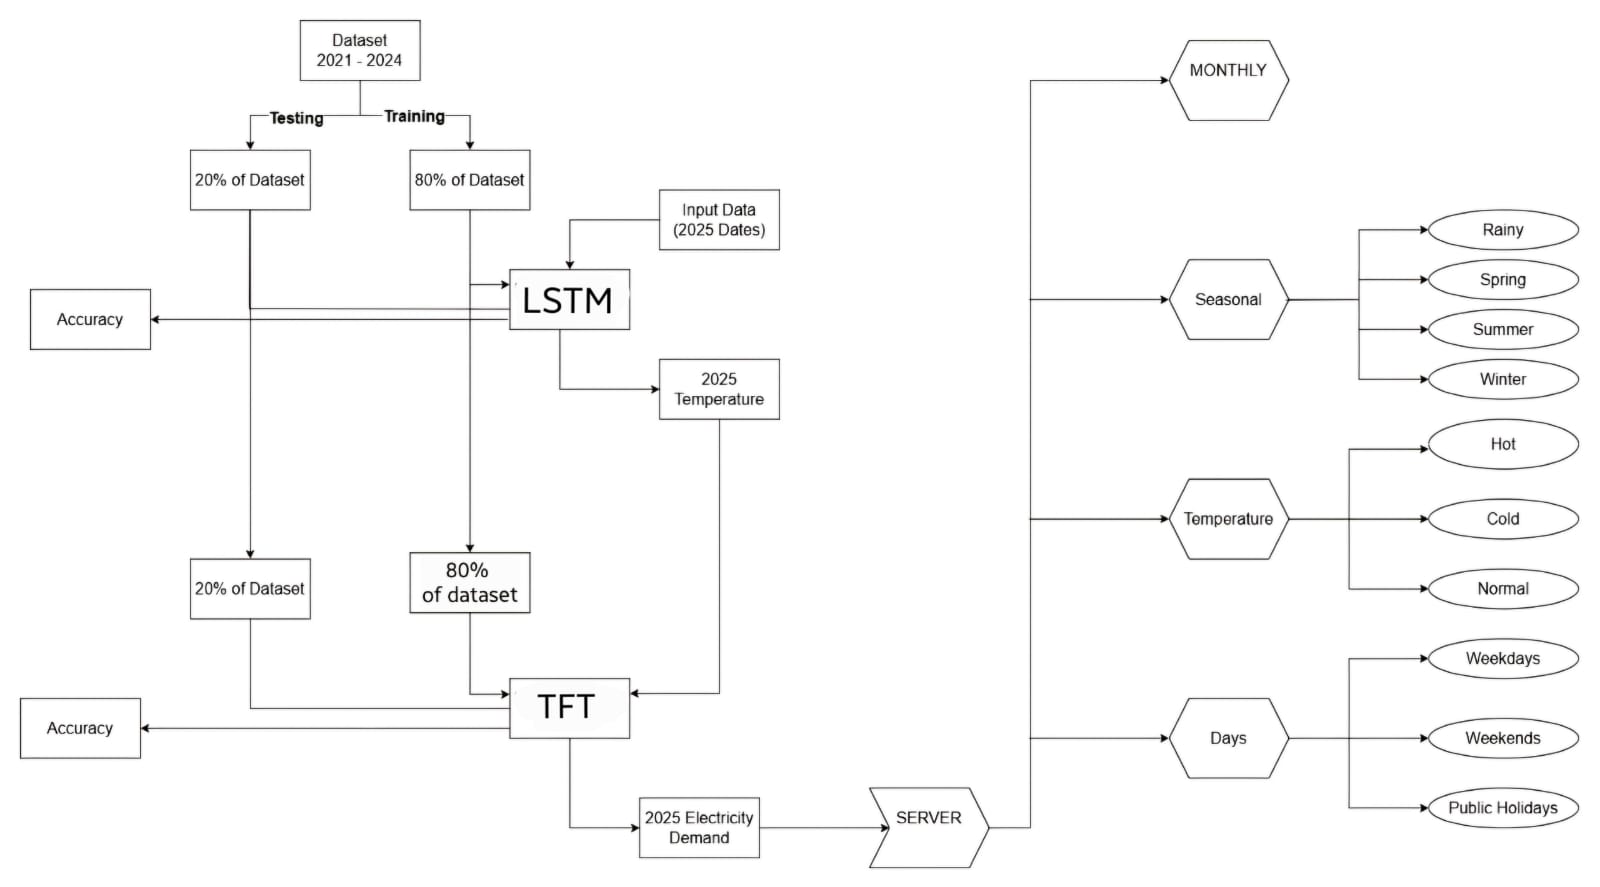 Dataset
2021 - 2024
Testing
Training
20% of Dataset
80% of Dataset
Input Data
(2025 Dates)
LSTM
Accuracy
2025
Temperature
20% of Dataset
80%
of dataset
TFT
Accuracy
2025 Electricity
Demand
SERVER
MONTHLY
Seasonal
Rainy
Spring
Summer
Winter
Temperature
Hot
Cold
Normal
Days
Weekdays
Weekends
Public Holidays